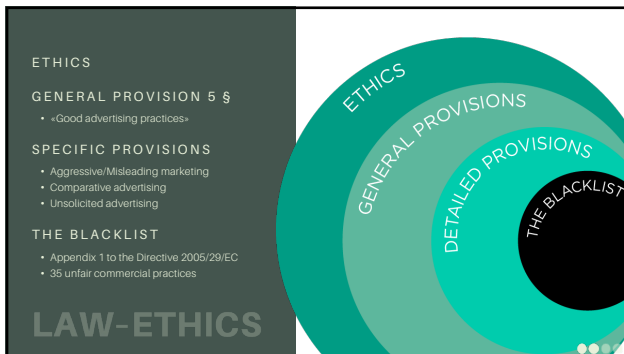 ETHICS
GENERAL PROVISION 5 §
• «Good advertising practices»
SPECIFIC PROVISIONS
• Aggressive/Misleading marketing
• Comparative advertising
• Unsolicited advertising
THE BLACKLIST
• Appendix 1 to the Directive 2005/29/EC
• 35 unfair commercial practices
LAW-ETHICS
ETHICS
GENERAL PROVISIONS
DETAILED PROVISIONS
THE BLACKLIST